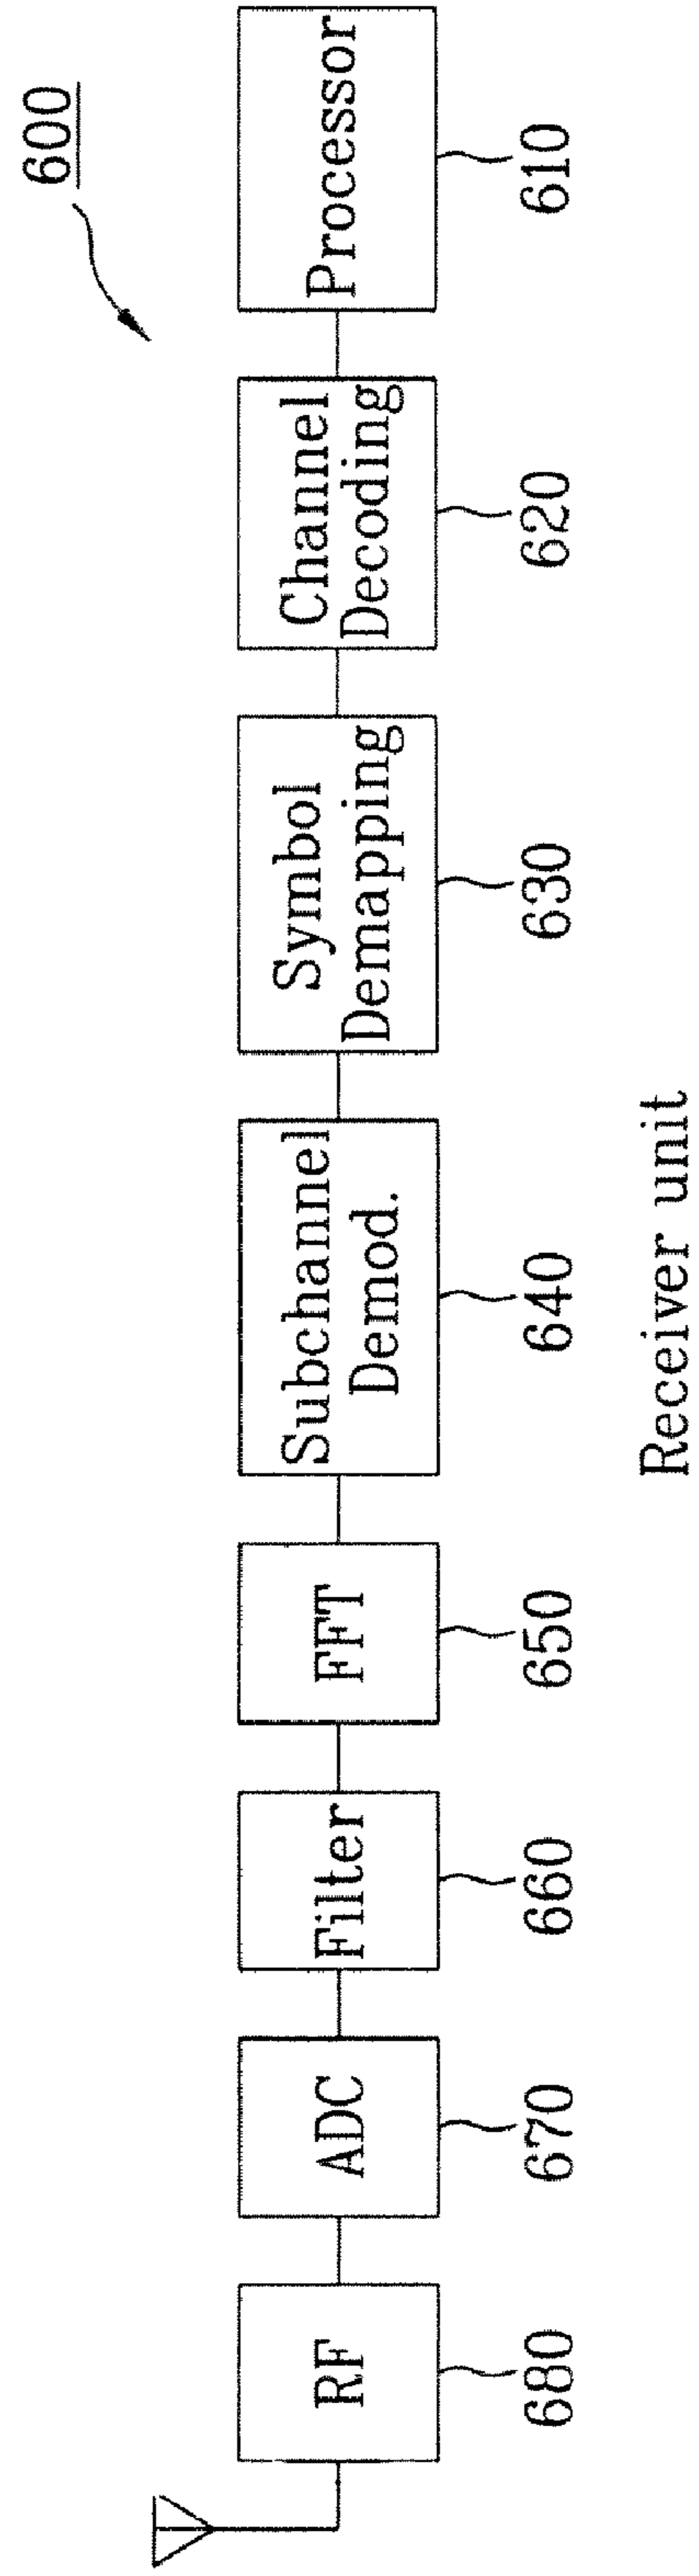 600
RF
ADC
Filter
FFT
Subchannel
Demod.
Symbol
Demapping
Channel
Decoding
Processor
680
670
660
650
640
630
620
610
Receiver unit